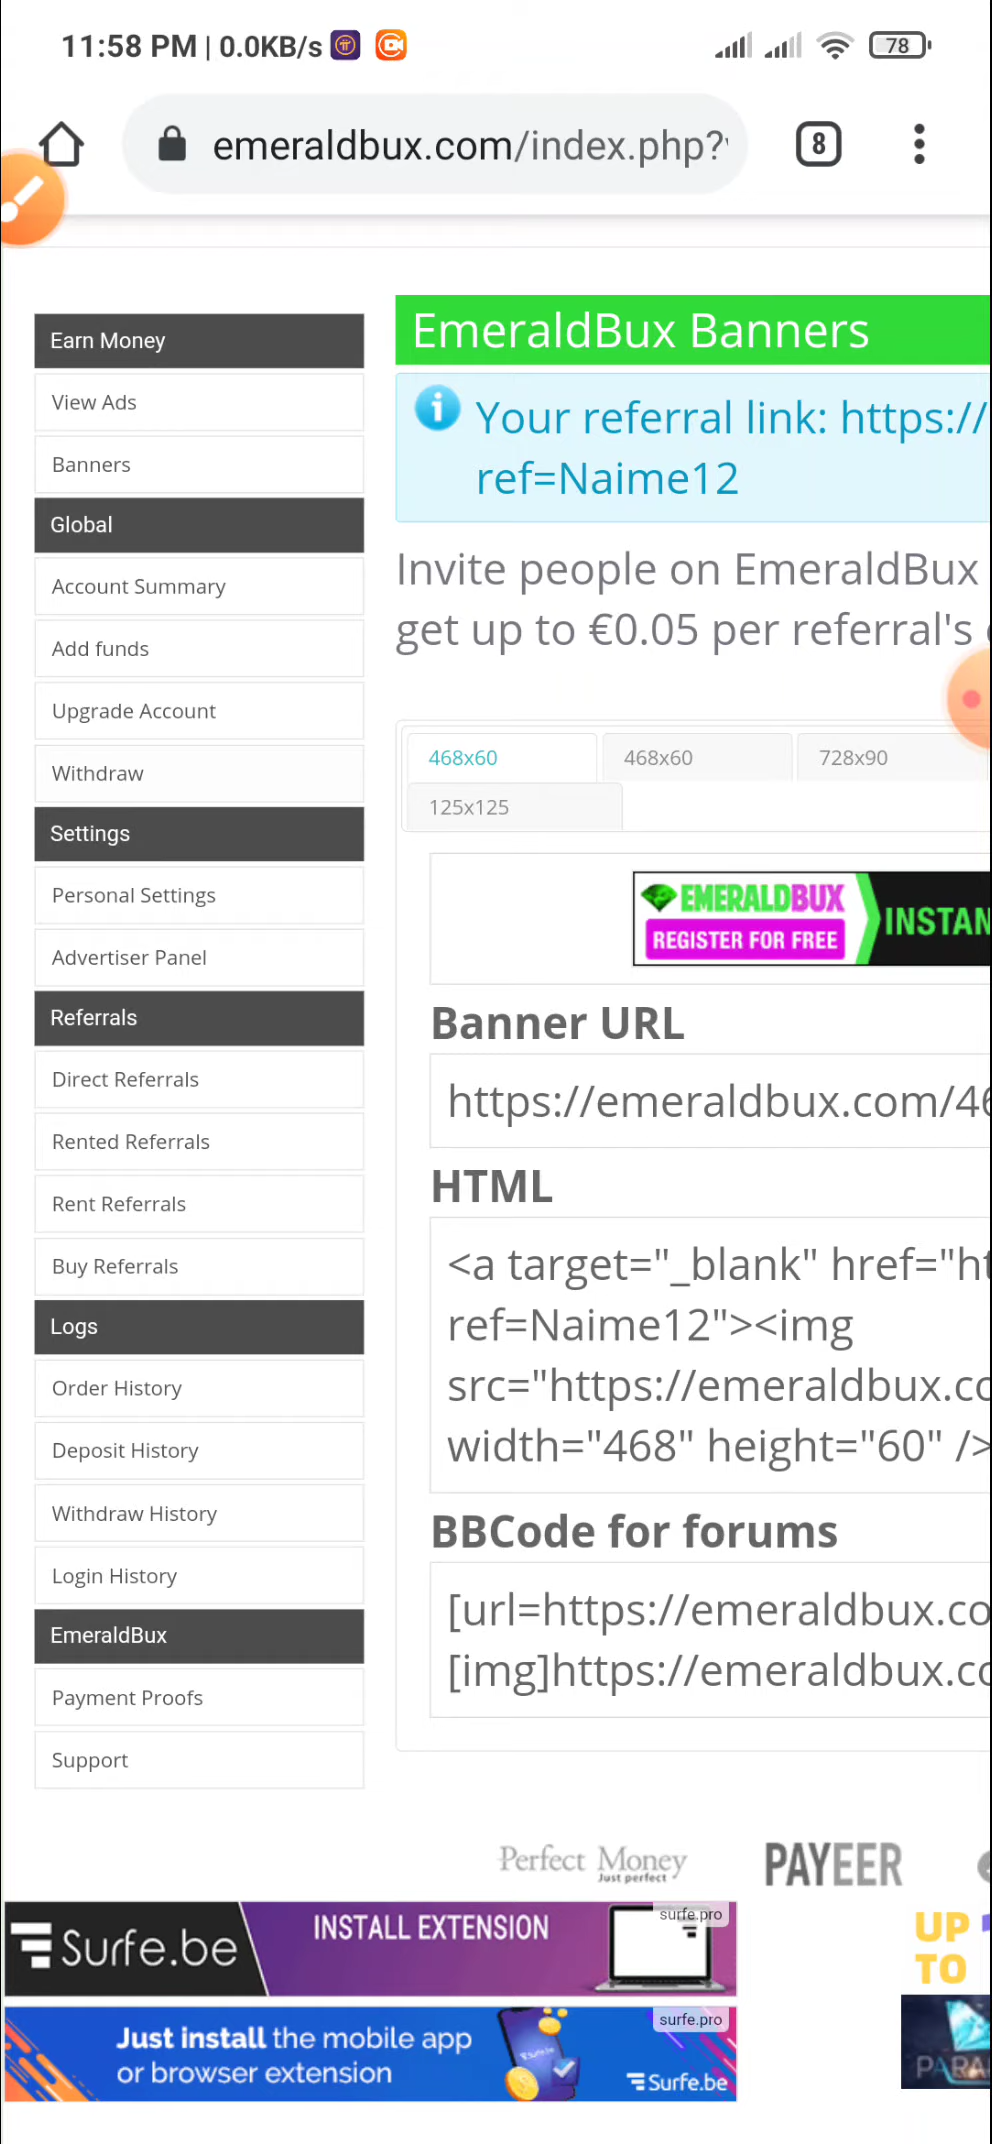 11:58 PM | 0.0KB/s
78
emeraldbux.com/index.php?
8
Earn Money
View Ads
Banners
Global
Account Summary
Add funds
Upgrade Account
Withdraw
Settings
Personal Settings
Advertiser Panel
Referrals
Direct Referrals
Rented Referrals
Rent Referrals
Buy Referrals
Logs
Order History
Deposit History
Withdraw History
Login History
EmeraldBux
Payment Proofs
Support
EmeraldBux Banners
Your referral link: https://
ref=Naime12
Invite people on EmeraldBux
get up to €0.05 per referral's
468x60
468x60
728x90
125x125
EMERALDBUX
REGISTER FOR FREE
INSTAN
Banner URL
https://emeraldbux.com/46
HTML
<a target="_blank" href="ht
ref=Naime12"><img
src="https://emeraldbux.co
width="468" height="60" />
BBCode for forums
[url=https://emeraldbux.co
[img]https://emeraldbux.co
Perfect Money
Just perfect
PAYEER
Surfe.be
INSTALL EXTENSION
surfe.pro
UP
TO
Just install the mobile app
or browser extension
surfe.pro
Surfe.be
PARA